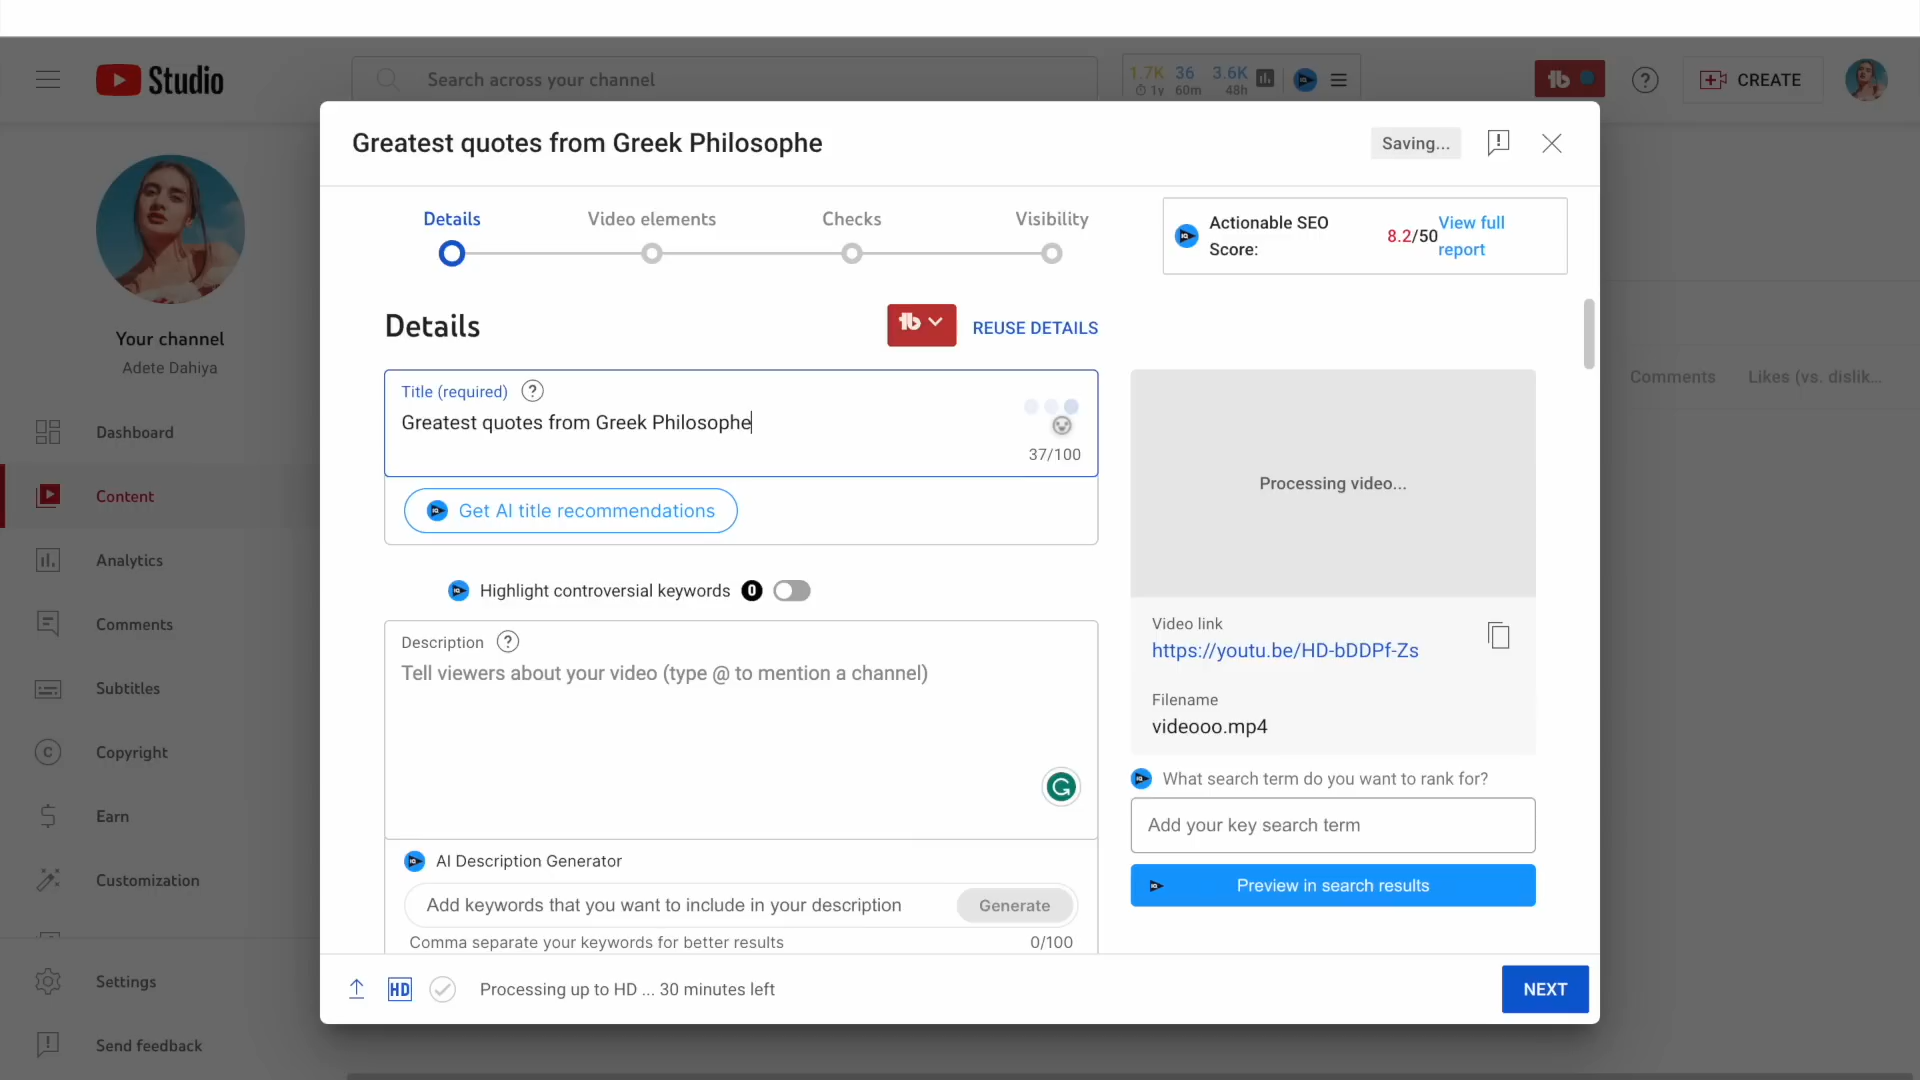 Studio
Search across your channel
1.7K 36 3.6K
1y 60m 48h
CREATE
Greatest quotes from Greek Philosophe
Saving...
Details
Video elements
Checks
Visibility
Actionable SEO
Score:
8.2/50
View full
report
Your channel
Adete Dahiya
Dashboard
Content
Analytics
Comments
Subtitles
Copyright
Earn
Customization
Settings
Send feedback
Details
REUSE DETAILS
Title (required)
Greatest quotes from Greek Philosophe
37/100
Get AI title recommendations
Highlight controversial keywords 0
Description
Tell viewers about your video (type @ to mention a channel)
AI Description Generator
Add keywords that you want to include in your description
Generate
Comma separate your keywords for better results
0/100
Processing video...
Video link
https://youtu.be/HD-bDDPf-Zs
Filename
videooo.mp4
What search term do you want to rank for?
Add your key search term
Preview in search results
Comments
Likes (vs. dislik...
HD
Processing up to HD ... 30 minutes left
NEXT